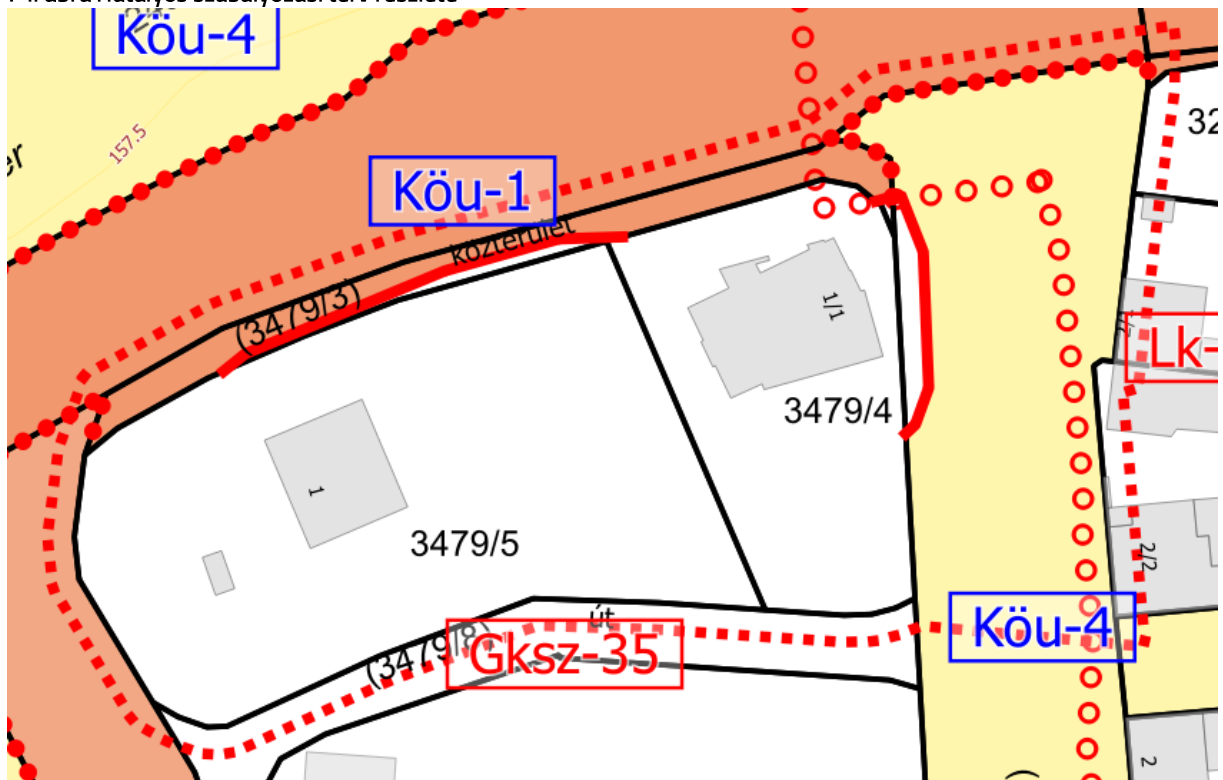 Köu-4
157.5
er
Köu-1
közterület
(3479/3)
32
1/1
Lk-
3479/4
1
3479/5
2/2
út
(3479/8)
Gksz-35
Köu-4
2
)